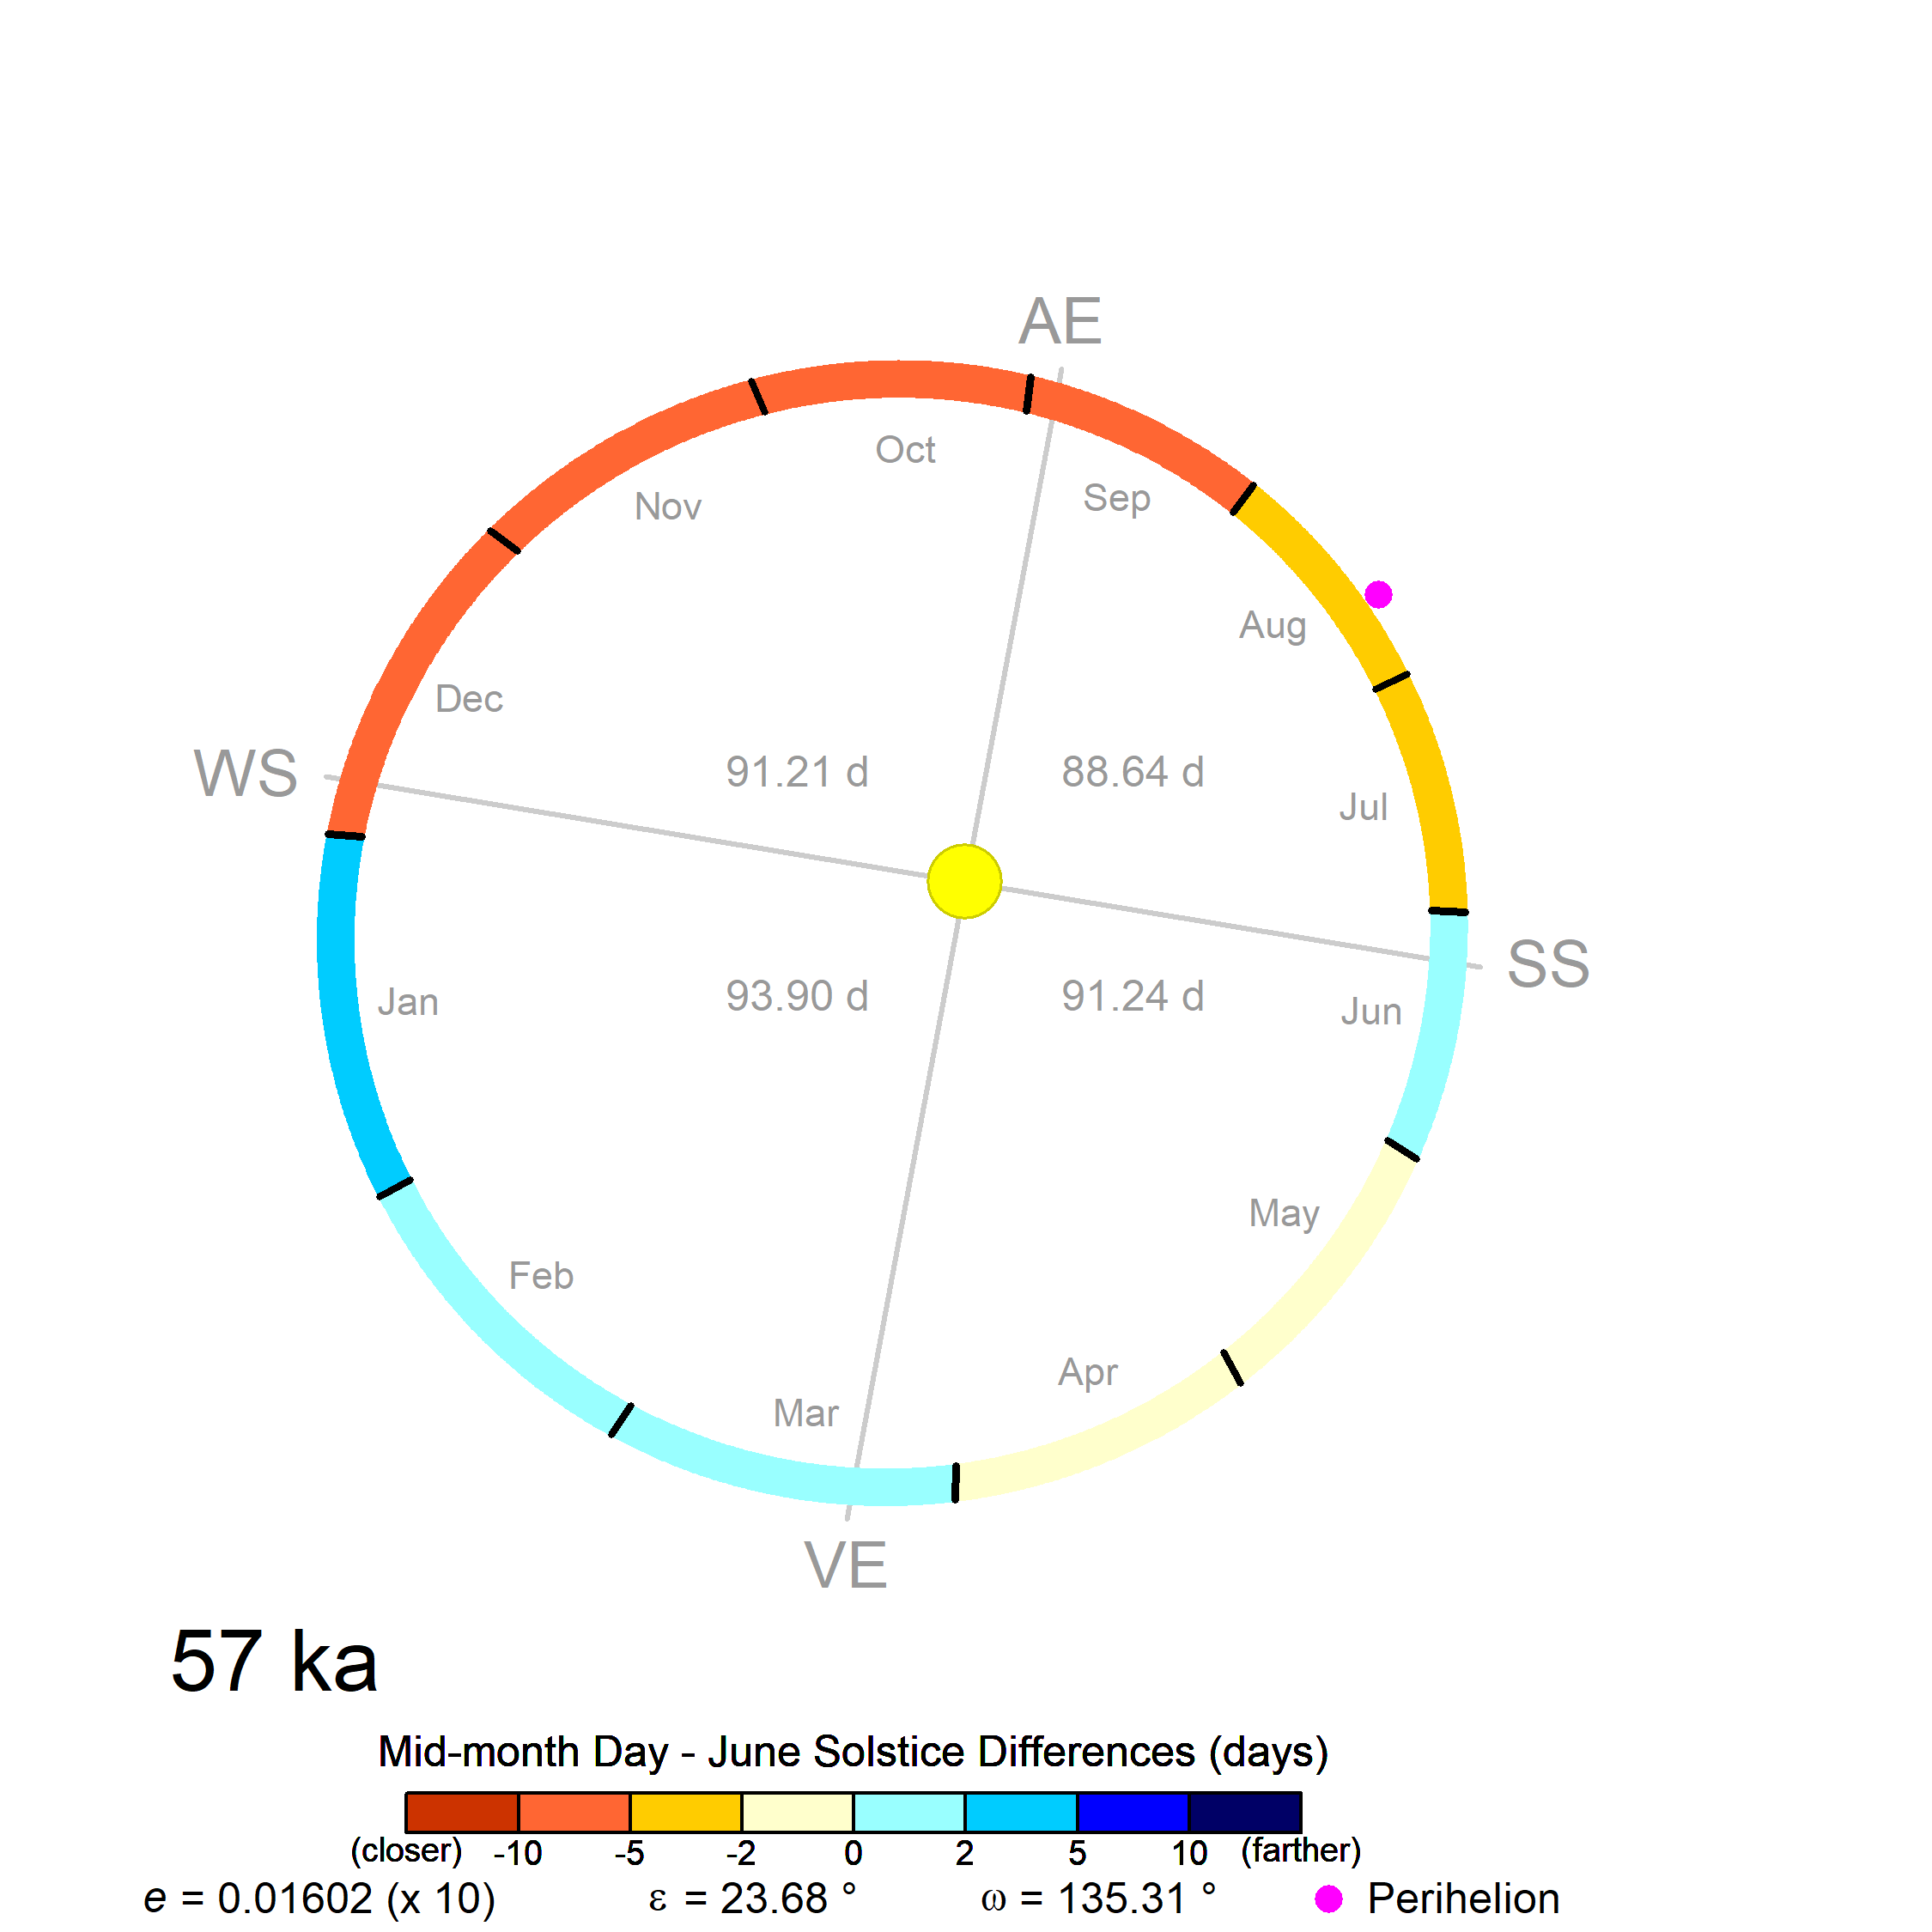 AE
Oct
Sep
Nov
Aug
Dec
WS
91.21 d
88.64 d
Jul
SS
93.90 d
91.24 d
Jan
Jun
May
Feb
Apr
Mar
VE
57 ka
Mid-month Day - June Solstice Differences (days)
(closer) -10 -5 -2 0 2 5 10 (farther)
e = 0.01602 (x 10) ε = 23.68 ° ω = 135.31 ° Perihelion